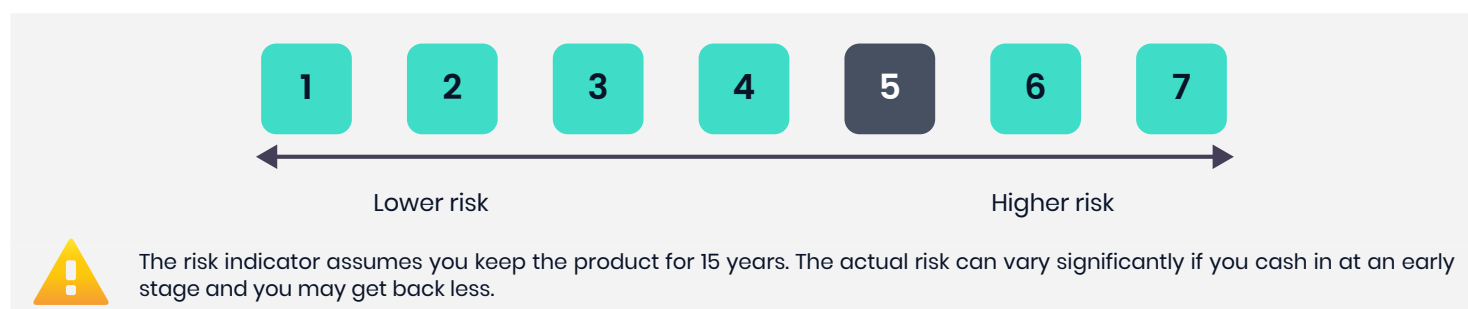 1 2 3 4 5 6 7
Lower risk Higher risk
The risk indicator assumes you keep the product for 15 years. The actual risk can vary significantly if you cash in at an early
stage and you may get back less.